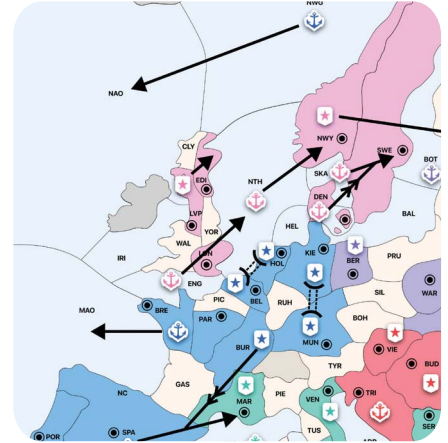 NWG
NAO
NWY
CLY
SWE
SKA
BOT
EDI
NTH
DEN
LVP
YOR
HEL
BAL
WAL
IRI
LON
HOL
KIE
BER
PRU
ENG
WAR
MAO
BRE
PIC
BEL
RUH
SIL
PAR
BOH
BUR
MUN
VIE
TYR
BUD
GAS
NC
MAR
PIE
VEN
TRI
SER
TUS
POR
SPA